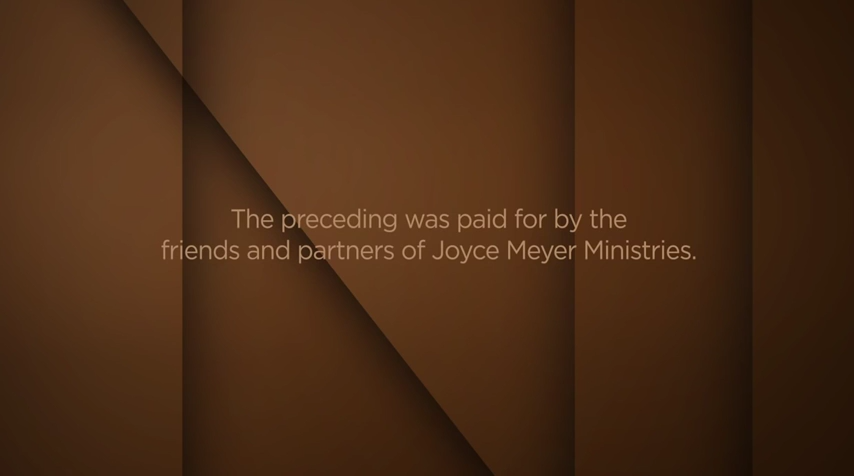 The preceding was paid for by the
friends and partners of Joyce Meyer Ministries.